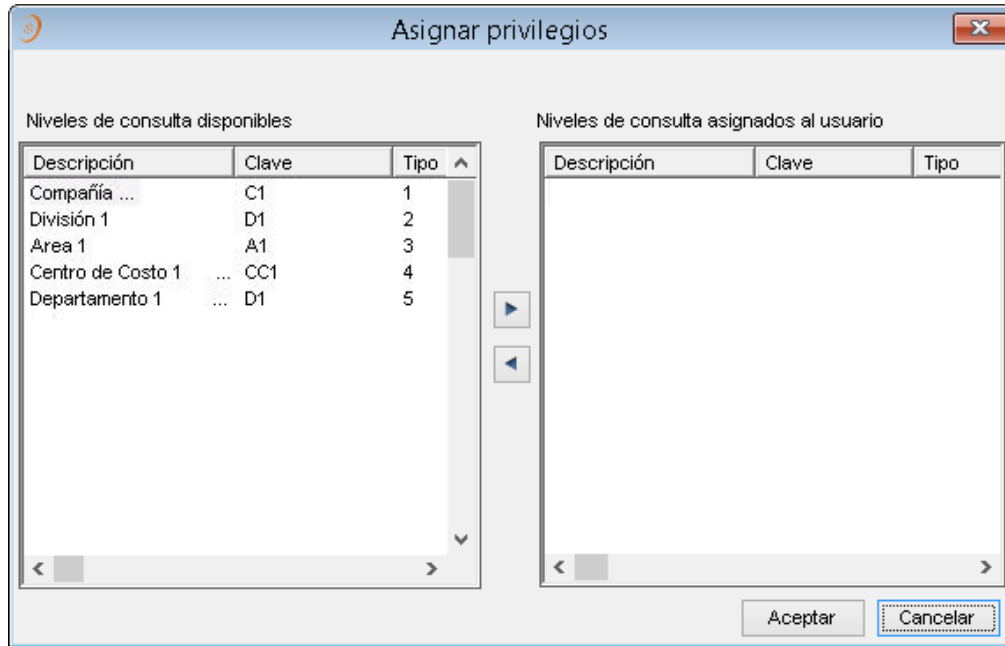 Asignar privilegios
Niveles de consulta disponibles
Niveles de consulta asignados al usuario
Descripción Clave Tipo
Descripción Clave Tipo
Compañía ... C1 1
División 1 D1 2
Area 1 A1 3
Centro de Costo 1 ... CC1 4
Departamento 1 ... D1 5
Aceptar Cancelar